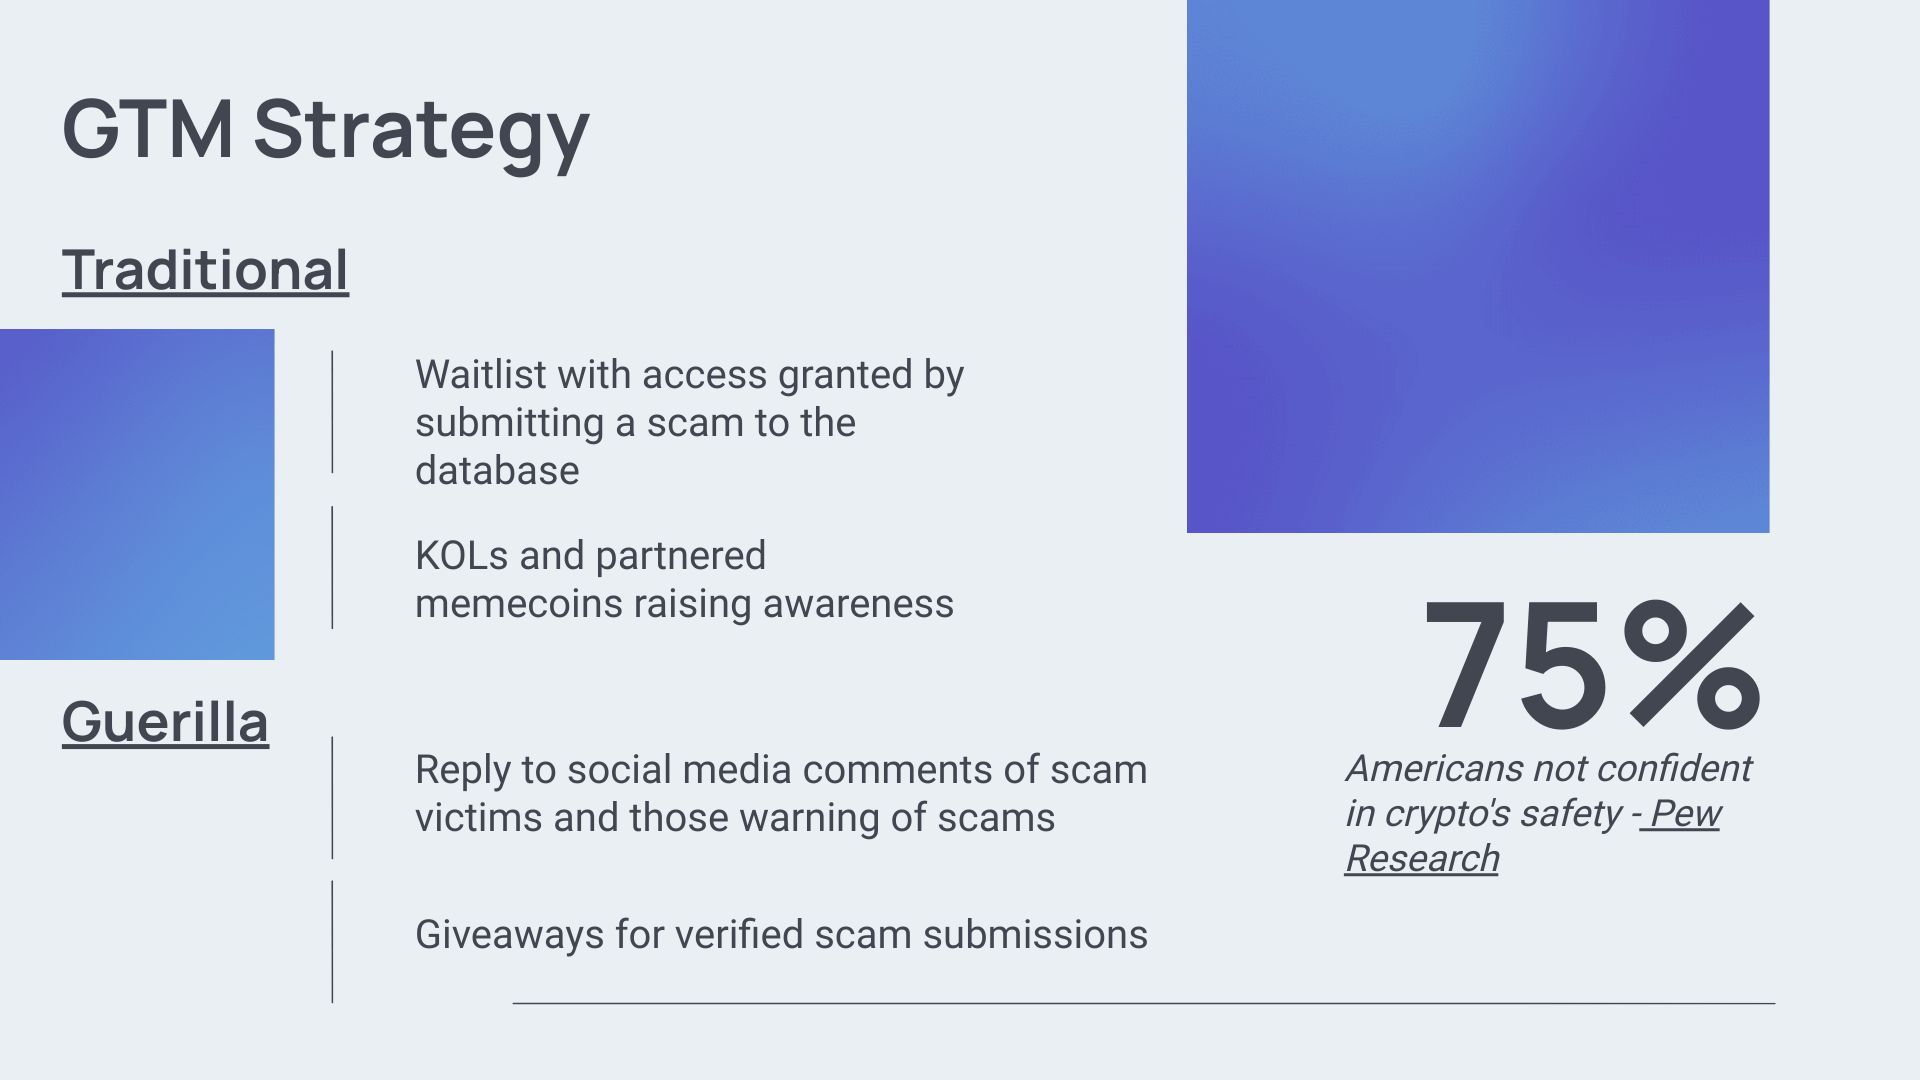 GTM Strategy
Traditional
Waitlist with access granted by
submitting a scam to the
database
KOLs and partnered
memecoins raising awareness
Guerilla
Reply to social media comments of scam
victims and those warning of scams
Giveaways for verified scam submissions
75%
Americans not confident
in crypto's safety - Pew
Research